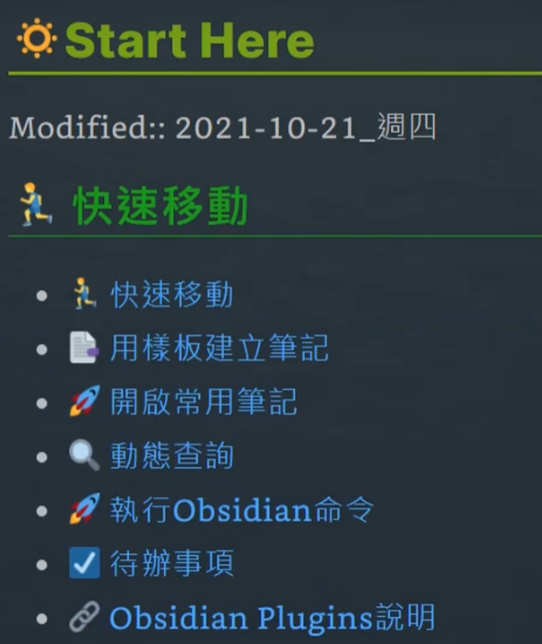 🔅Start Here
Modified:: 2021-10-21_週四
🏃 快速移動
• 🏃 快速移動
• 📄 用樣板建立筆記
• 🚀 開啟常用筆記
• 🔍 動態查詢
• 🚀 執行Obsidian命令
• ☑️ 待辦事項
• 🔗 Obsidian Plugins說明